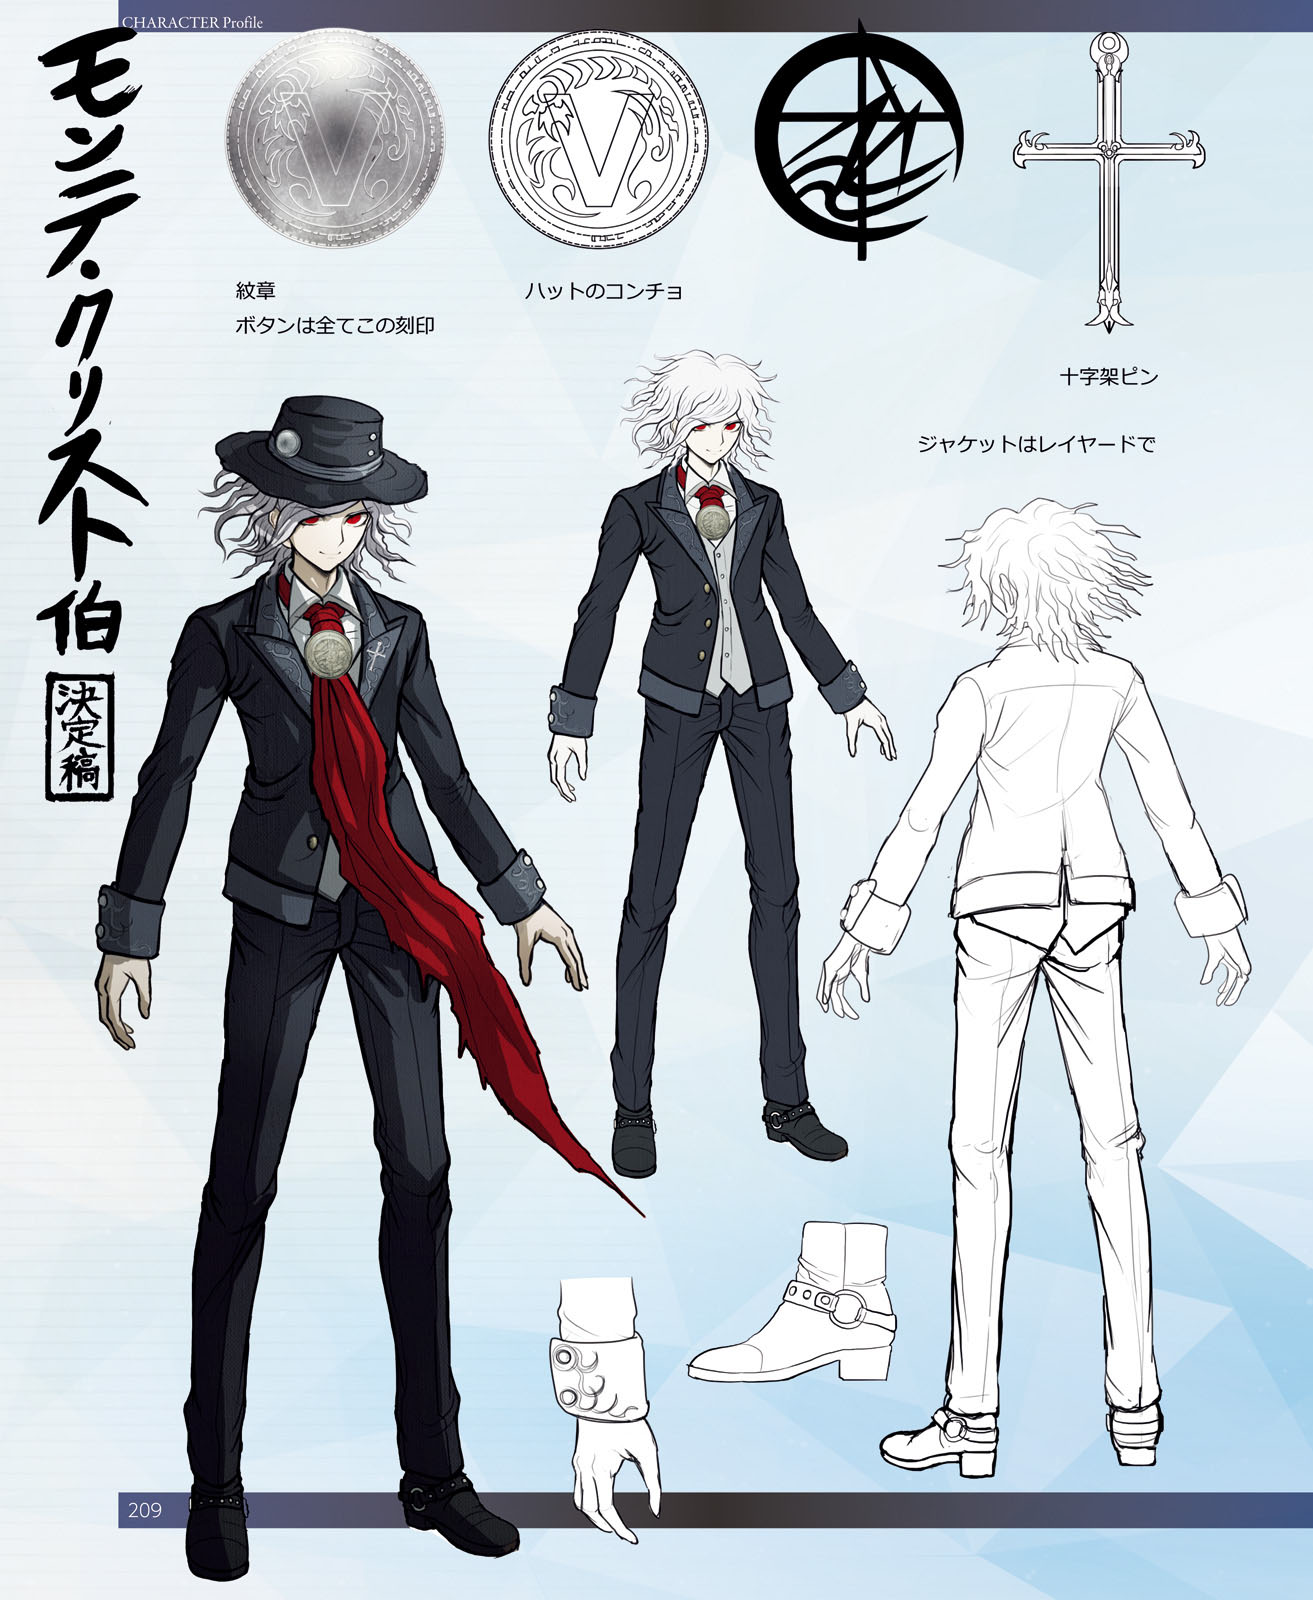 CHARACTER Profile
モンテ・クリスト伯
決定稿
紋章
ボタンは全てこの刻印
V
ハットのコンチョ
V
十字架ピン
ジャケットはレイヤードで
209